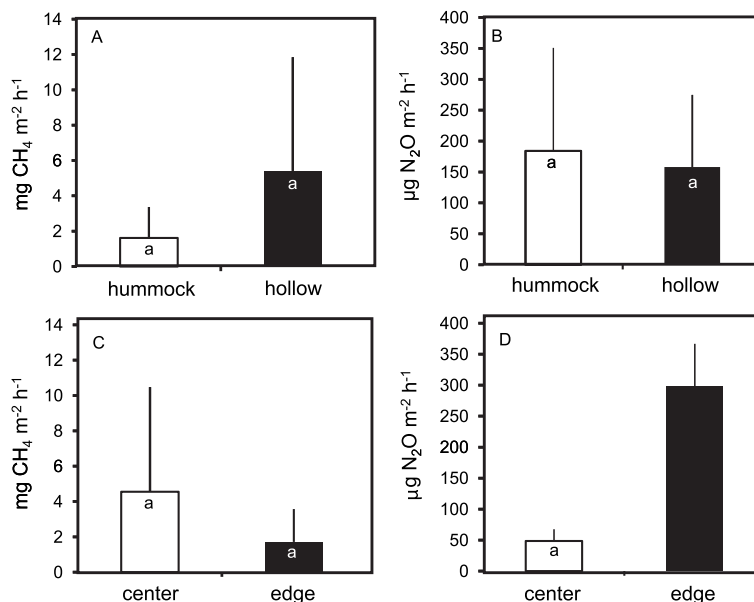 A
mg CH₄ m⁻² h⁻¹
14
12
10
8
6
4
2
0
a
a
hummock hollow
B
µg N₂O m⁻² h⁻¹
400
350
300
250
200
150
100
50
0
a
a
hummock hollow
C
mg CH₄ m⁻² h⁻¹
14
12
10
8
6
4
2
0
a
a
center edge
D
µg N₂O m⁻² h⁻¹
400
350
300
250
200
150
100
50
0
a
center edge